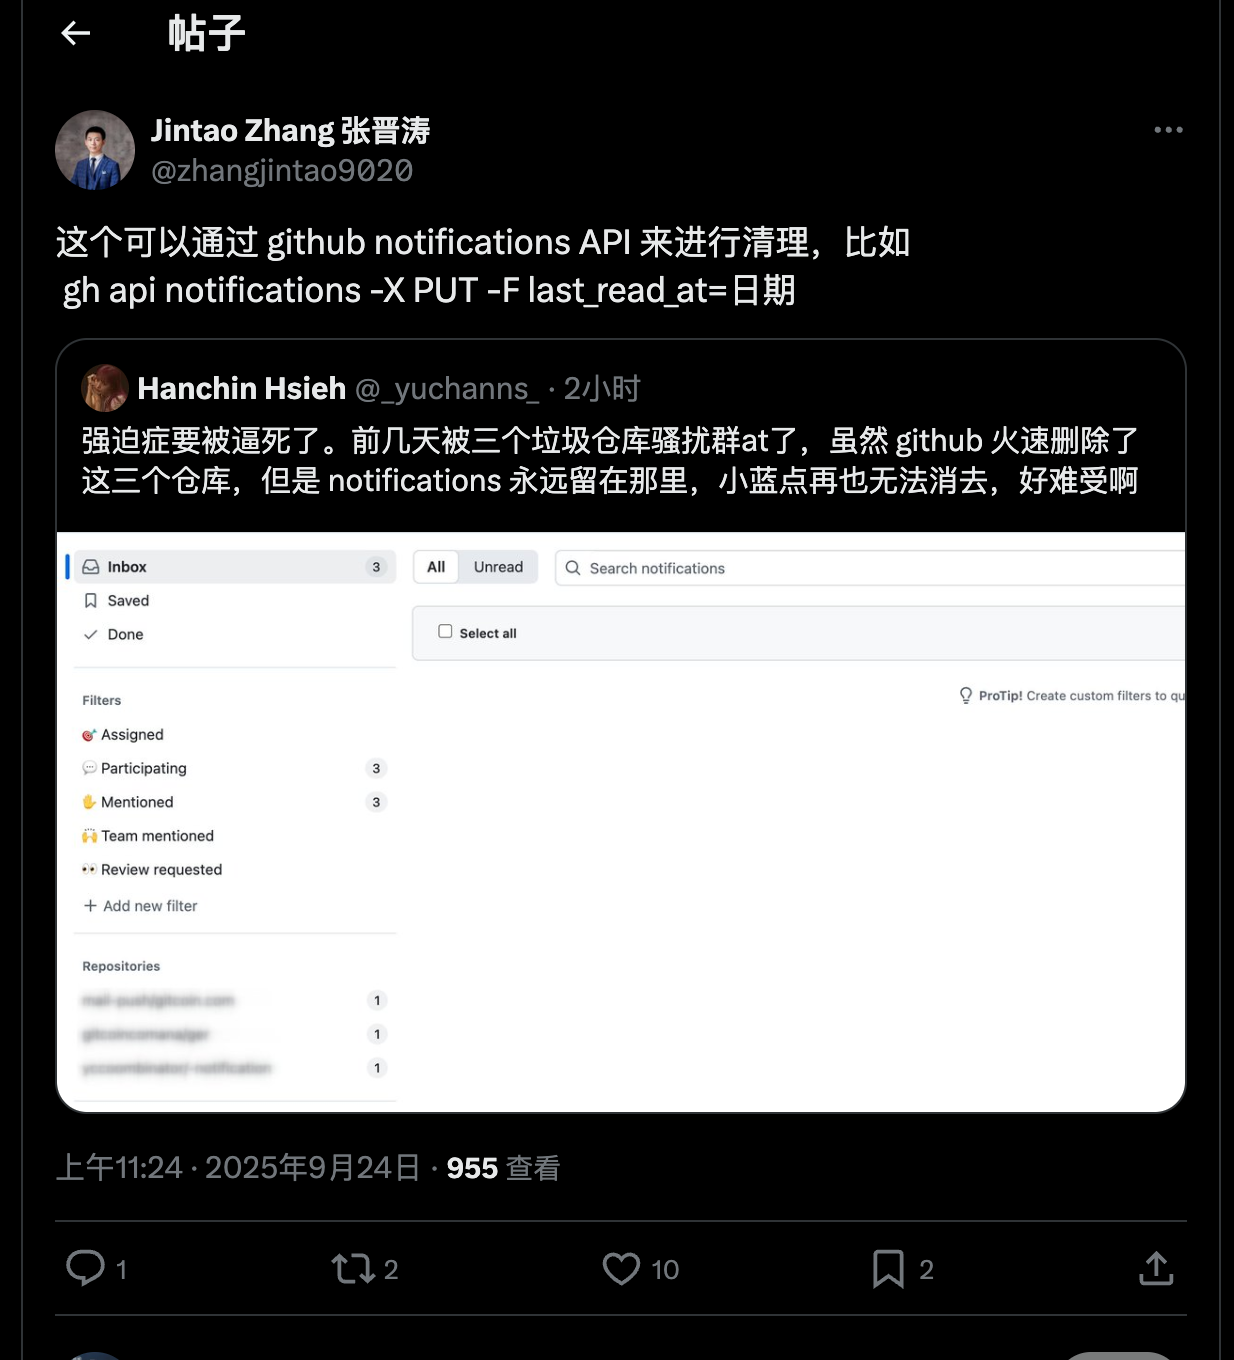 帖子
Jintao Zhang 张晋涛
@zhangjintao9020
这个可以通过 github notifications API 来进行清理，比如
gh api notifications -X PUT -F last_read_at=日期
Hanchin Hsieh @_yuchanns_ · 2小时
强迫症要被逼死了。前几天被三个垃圾仓库骚扰群at了，虽然 github 火速删除了
这三个仓库，但是 notifications 永远留在那里，小蓝点再也无法消去，好难受啊
Inbox 3
Saved
Done
All Unread Search notifications
Select all
ProTip! Create custom filters to qu
Filters
Assigned
Participating 3
Mentioned 3
Team mentioned
Review requested
+ Add new filter
Repositories
1
1
1
上午11:24 · 2025年9月24日 · 955 查看
1 2 10 2